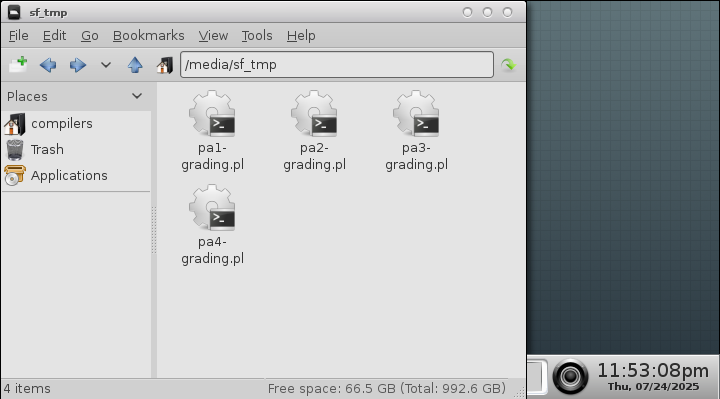 sf_tmp
File Edit Go Bookmarks View Tools Help
/media/sf_tmp
Places
compilers
Trash
Applications
pa1-
grading.pl
pa2-
grading.pl
pa3-
grading.pl
pa4-
grading.pl
4 items
Free space: 66.5 GB (Total: 992.6 GB)
11:53:08pm
Thu, 07/24/2025